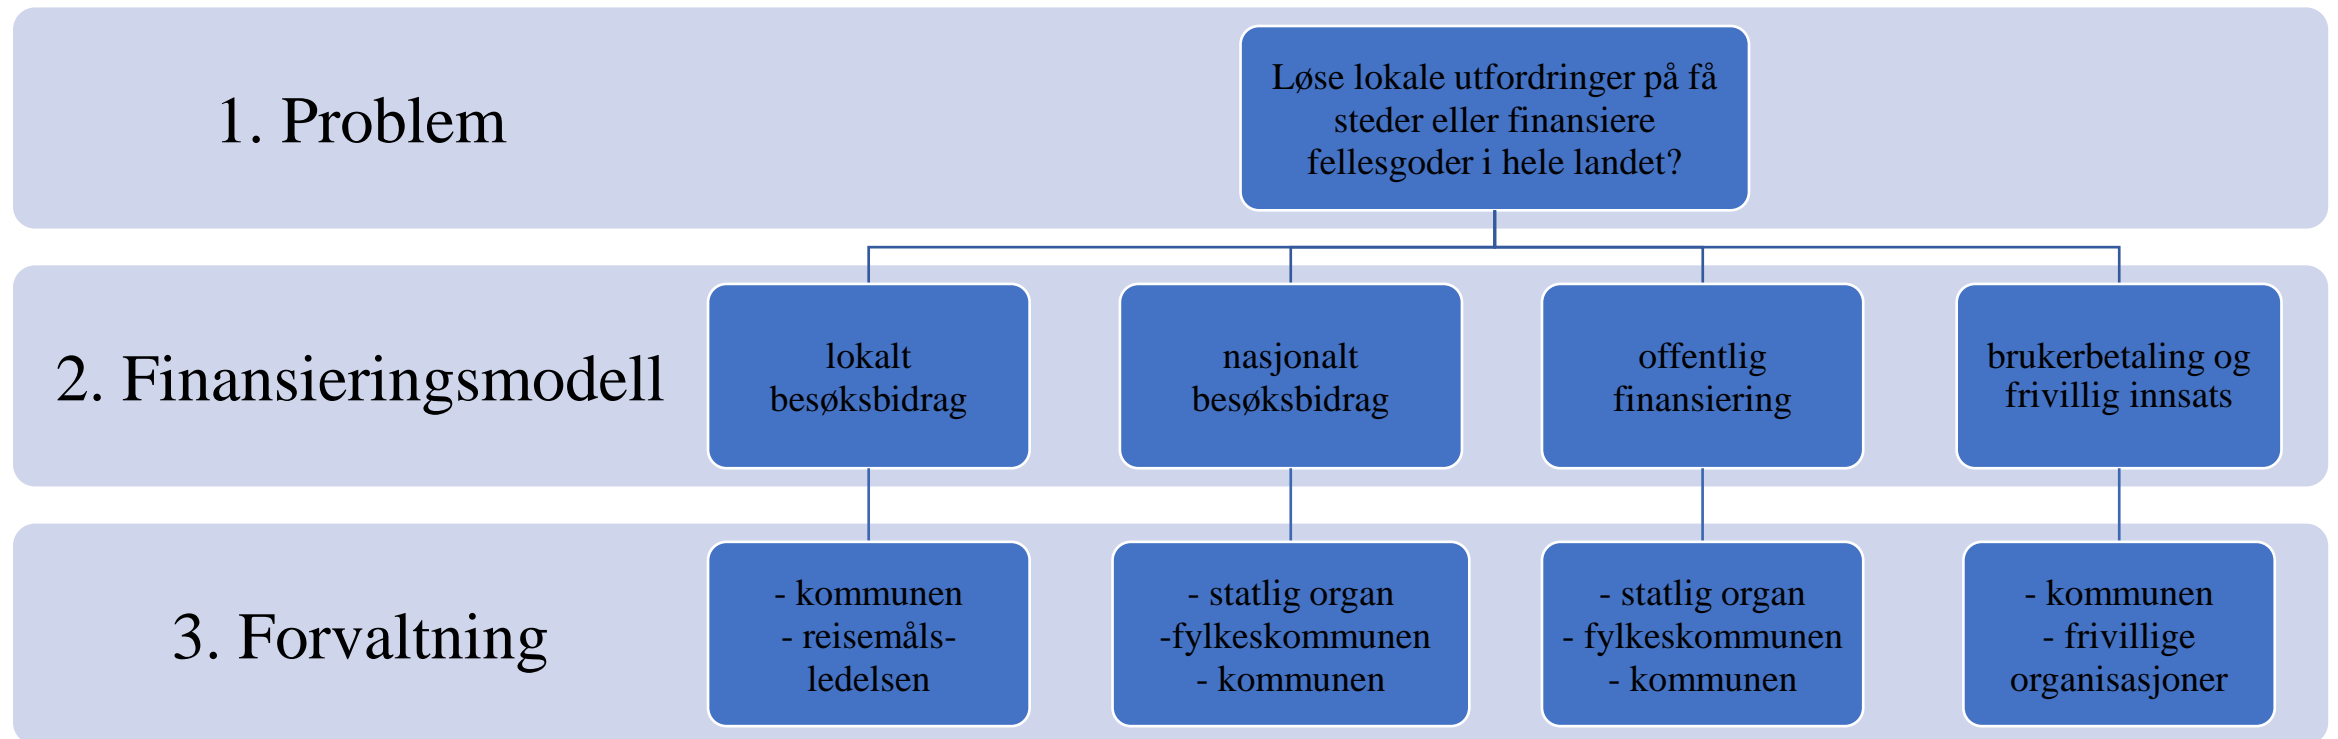 1. Problem
Løse lokale utfordringer på få
steder eller finansiere
fellesgoder i hele landet?
2. Finansieringsmodell
lokalt
besøksbidrag
nasjonalt
besøksbidrag
offentlig
finansiering
brukerbetaling og
frivillig innsats
3. Forvaltning
- kommunen
- reisemåls-
ledelsen
- statlig organ
-fylkeskommunen
- kommunen
- statlig organ
- fylkeskommunen
- kommunen
- kommunen
- frivillige
organisasjoner